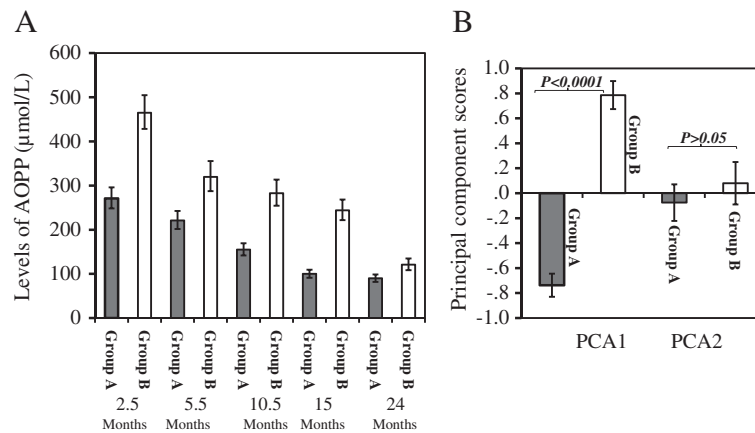 A
Levels of AOPP (µmol/L)
600
500
400
300
200
100
0
Group A
Group B
Group A
Group B
Group A
Group B
Group A
Group B
Group A
Group B
2.5 5.5 10.5 15 24
Months Months Months Months Months
B
Principal component scores
1.0
.8
.6
.4
.2
.0
-.2
-.4
-.6
-.8
-1.0
P<0.0001
P>0.05
Group A
Group B
Group A
Group B
PCA1 PCA2